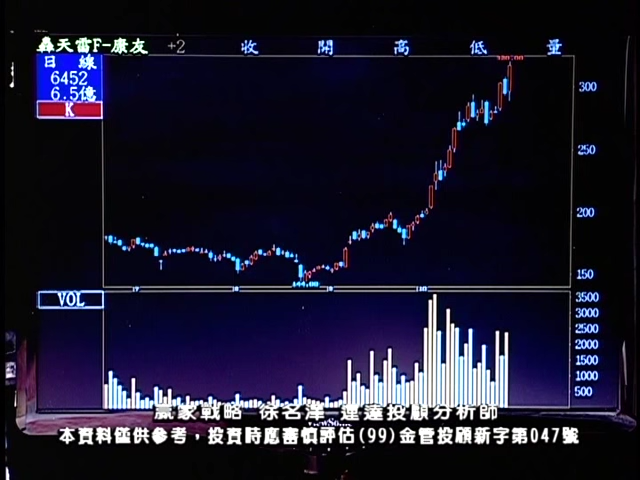 轟天雷F-康友 +2 收 開 高 低 量
日 線
6452
6.5億
K
300
250
200
150
144.00
VOL
3500
3000
2500
2000
1500
1000
500
贏家戰略 徐名洋 建達投顧分析師
ViewSonic
本資料僅供參考，投資時應審慎評估(99)金管投顧新字第047號